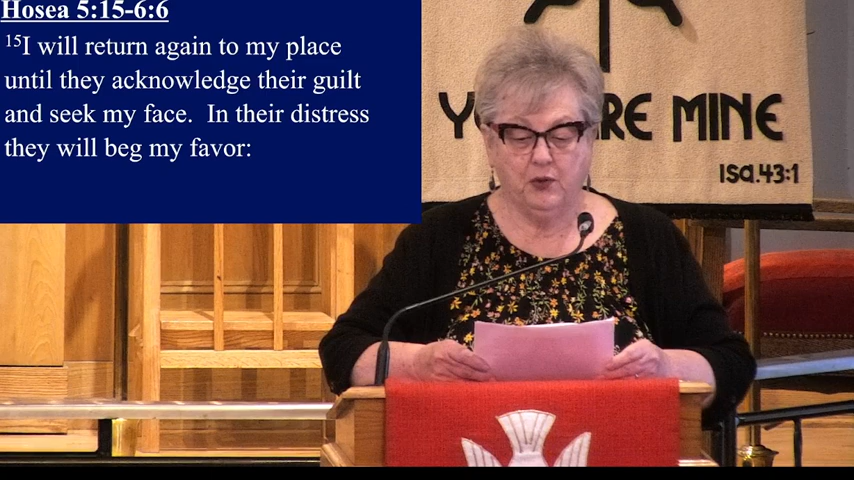 Hosea 5:15-6:6
15I will return again to my place
until they acknowledge their guilt
and seek my face.  In their distress
they will beg my favor:
RE MINE
Isa.43:1